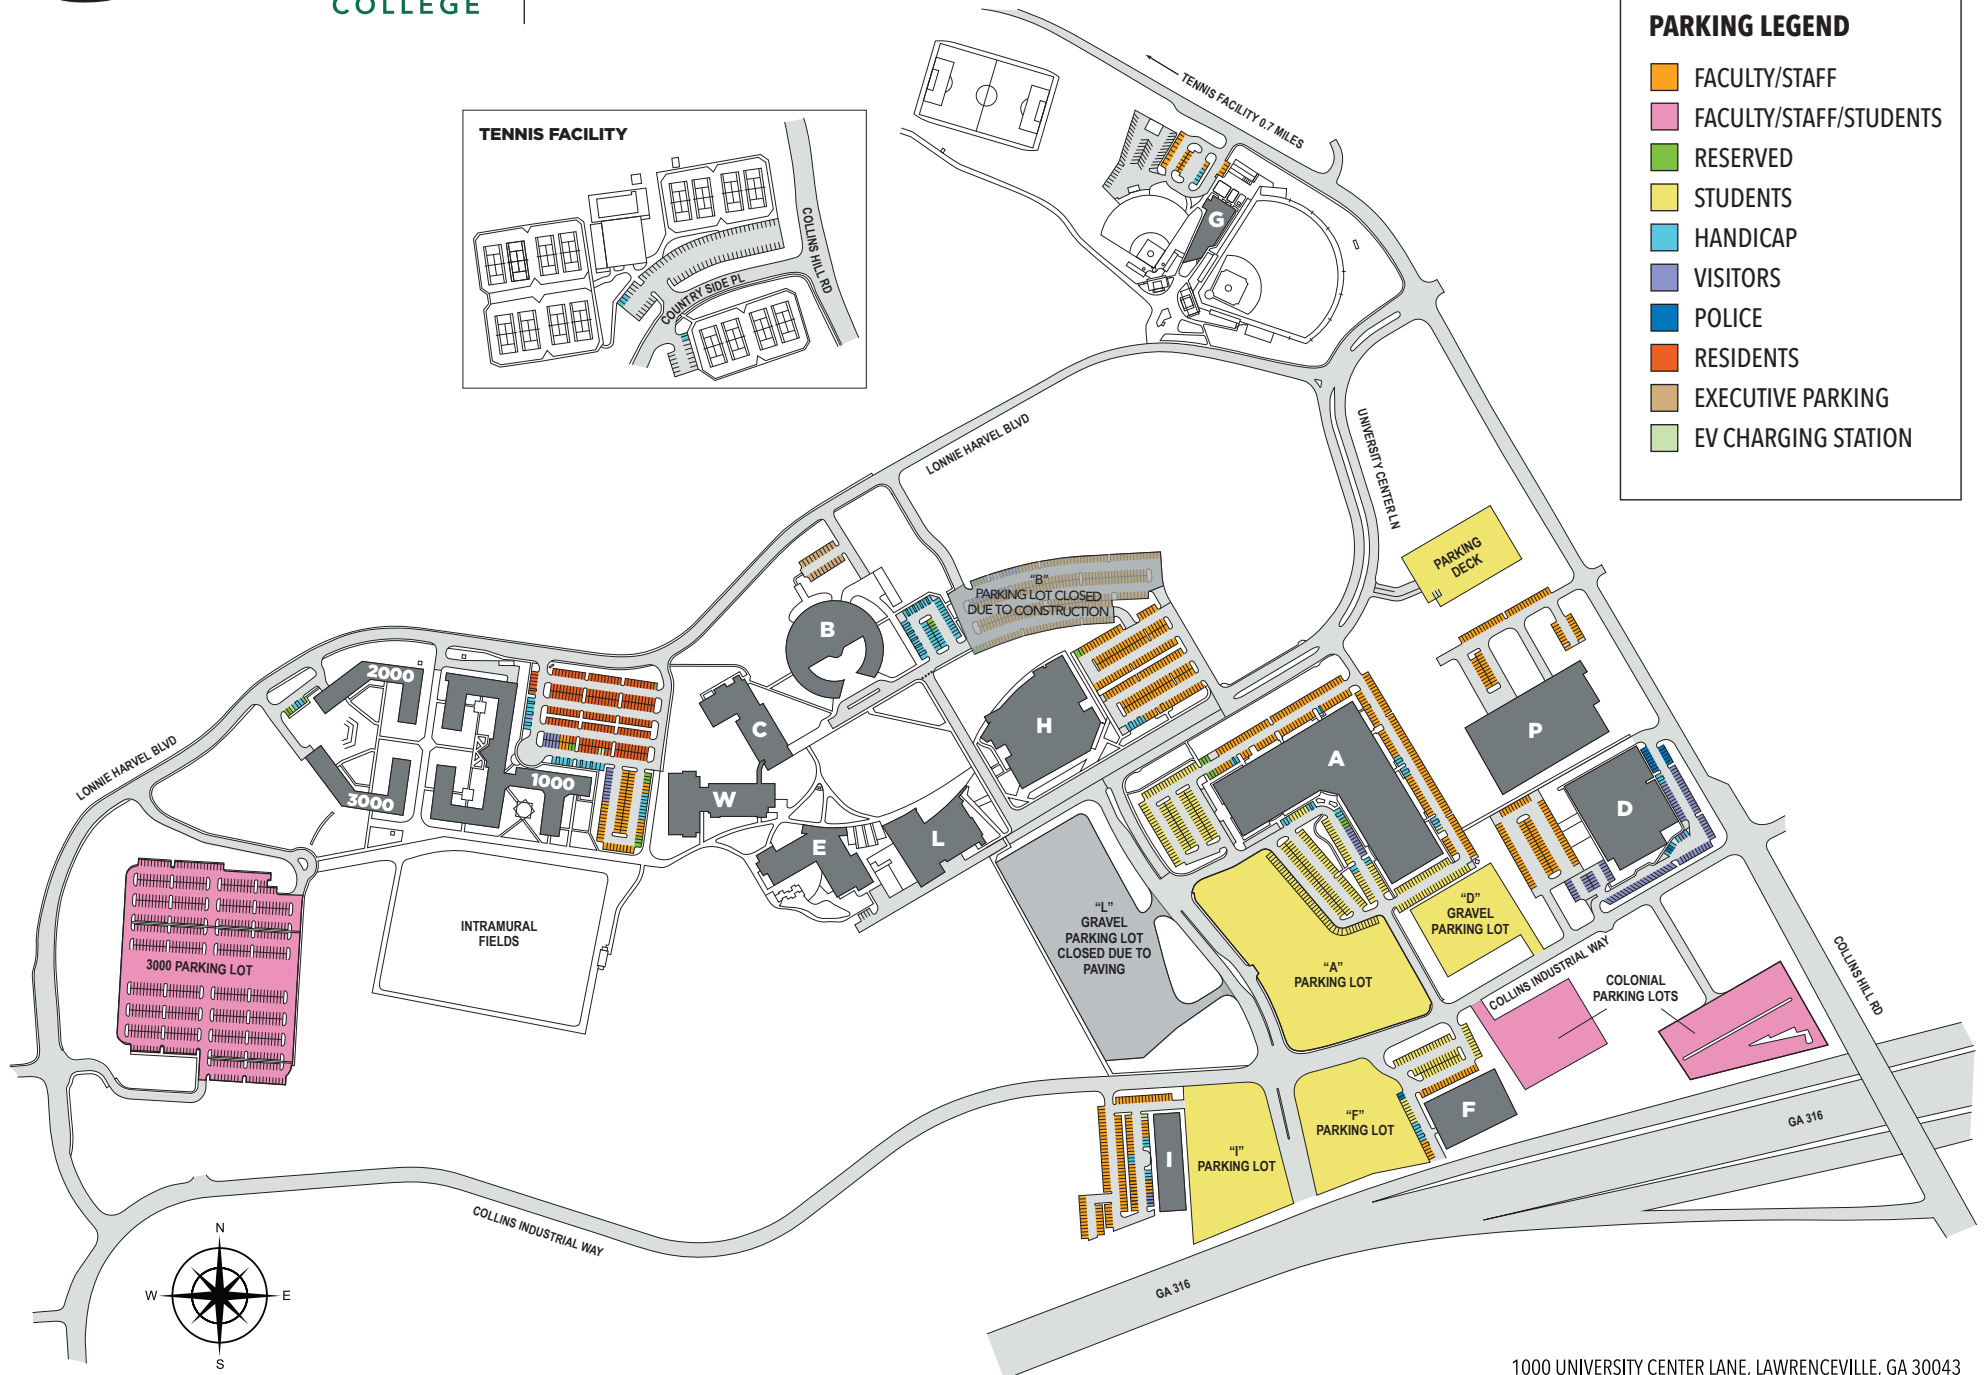 COLLEGE
PARKING LEGEND
FACULTY/STAFF
FACULTY/STAFF/STUDENTS
RESERVED
STUDENTS
HANDICAP
VISITORS
POLICE
RESIDENTS
EXECUTIVE PARKING
EV CHARGING STATION
TENNIS FACILITY 0.7 MILES
TENNIS FACILITY
COLLINS HILL RD
COUNTRY SIDE PL
G
LONNIE HARVEL BLVD
UNIVERSITY CENTER LN
PARKING
DECK
"B"
PARKING LOT CLOSED
DUE TO CONSTRUCTION
B
2000
C
H
P
A
1000
3000
W
LONNIE HARVEL BLVD
D
E
L
"L"
GRAVEL
PARKING LOT
CLOSED DUE TO
PAVING
"D"
GRAVEL
PARKING LOT
INTRAMURAL
FIELDS
3000 PARKING LOT
"A"
PARKING LOT
COLLINS INDUSTRIAL WAY
COLONIAL
PARKING LOTS
COLLINS HILL RD
F
"F"
PARKING LOT
GA 316
I
"I"
PARKING LOT
COLLINS INDUSTRIAL WAY
N
W
E
S
GA 316
1000 UNIVERSITY CENTER LANE, LAWRENCEVILLE, GA 30043